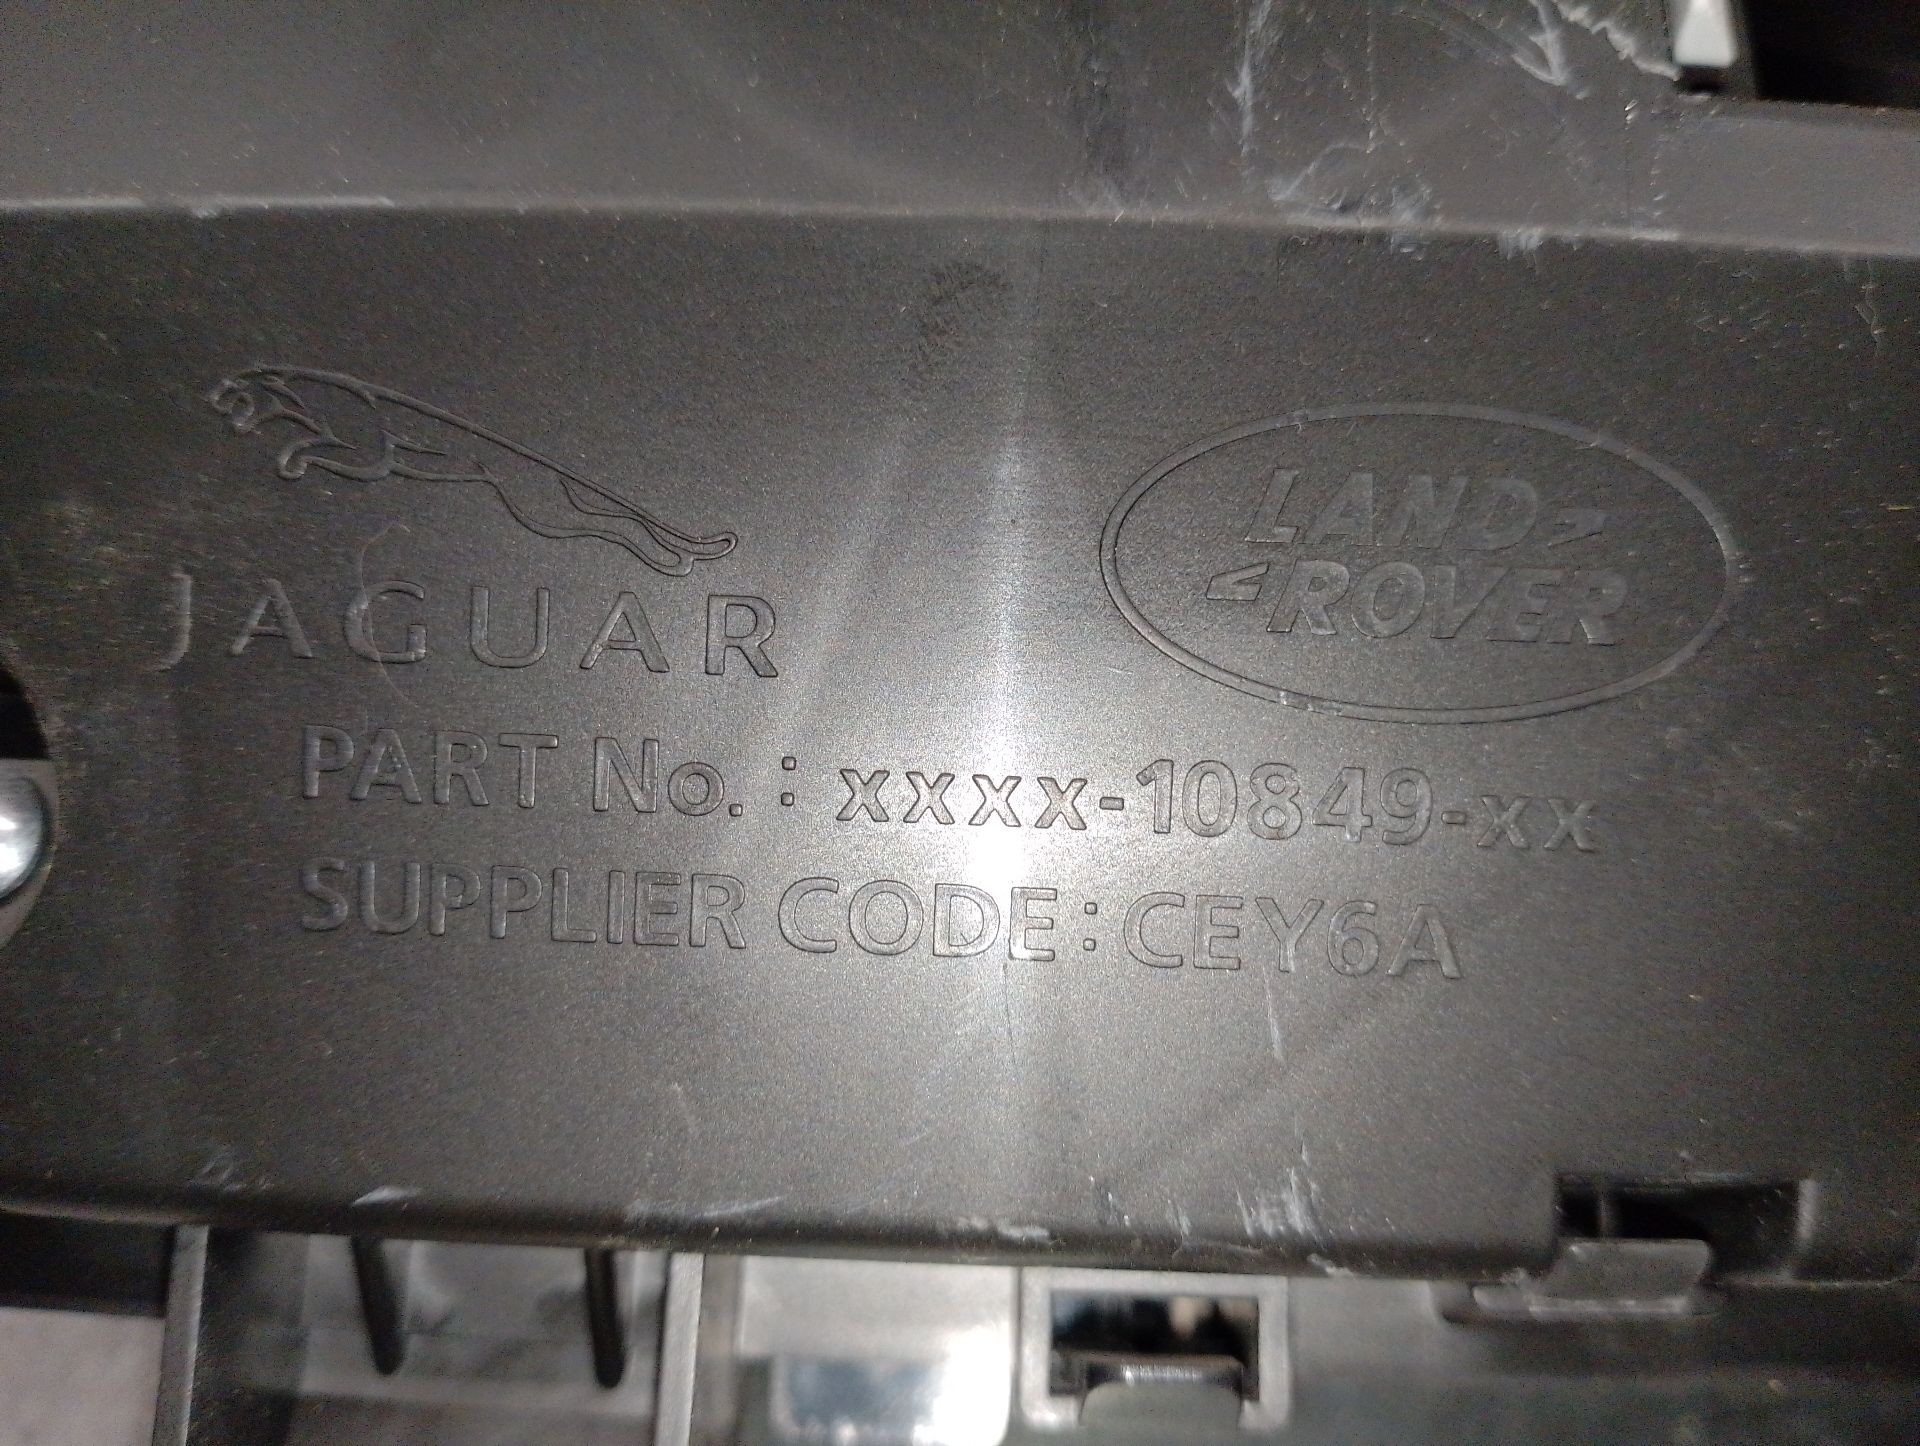 JAGUAR
LAND
ROVER
PART No. : xxxx-10849-xx
SUPPLIER CODE : CEY6A